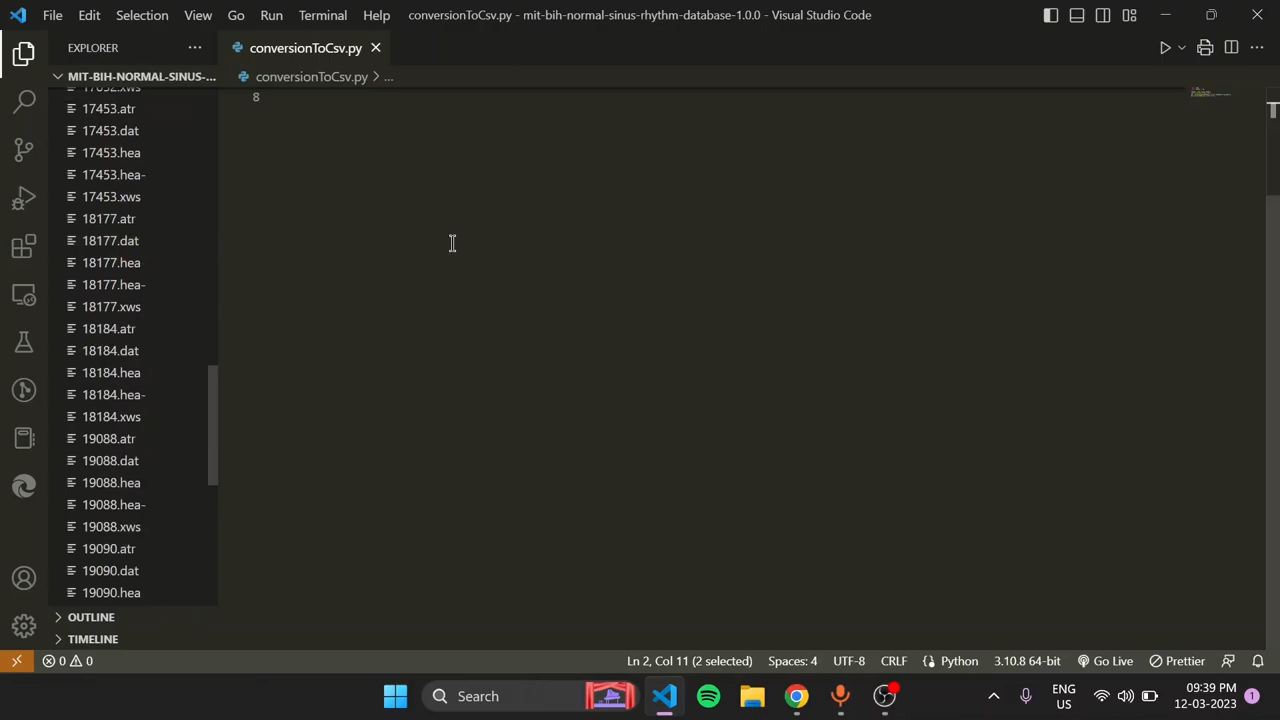 File Edit Selection View Go Run Terminal Help conversionToCsv.py - mit-bih-normal-sinus-rhythm-database-1.0.0 - Visual Studio Code
EXPLORER
conversionToCsv.py
MIT-BIH-NORMAL-SINUS-...
conversionToCsv.py > ...
17052.xws
8
17453.atr
17453.dat
17453.hea
17453.hea-
17453.xws
18177.atr
18177.dat
18177.hea
18177.hea-
18177.xws
18184.atr
18184.dat
18184.hea
18184.hea-
18184.xws
19088.atr
19088.dat
19088.hea
19088.hea-
19088.xws
19090.atr
19090.dat
19090.hea
OUTLINE
TIMELINE
0 0 Ln 2, Col 11 (2 selected) Spaces: 4 UTF-8 CRLF Python 3.10.8 64-bit Go Live Prettier
Search
ENG
US
09:39 PM
12-03-2023
1